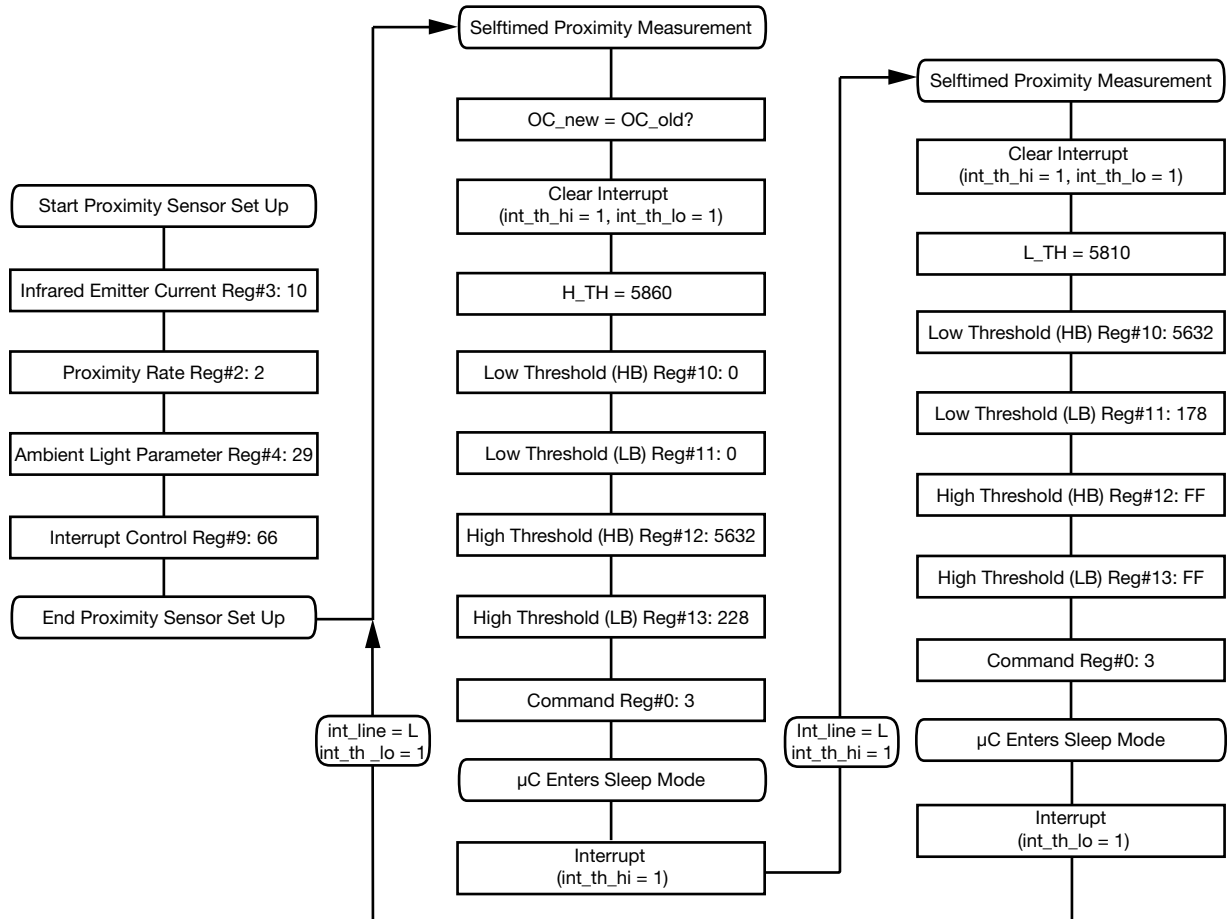 Start Proximity Sensor Set Up
Infrared Emitter Current Reg#3: 10
Proximity Rate Reg#2: 2
Ambient Light Parameter Reg#4: 29
Interrupt Control Reg#9: 66
End Proximity Sensor Set Up
int_line = L
int_th _lo = 1
Selftimed Proximity Measurement
OC_new = OC_old?
Clear Interrupt
(int_th_hi = 1, int_th_lo = 1)
H_TH = 5860
Low Threshold (HB) Reg#10: 0
Low Threshold (LB) Reg#11: 0
High Threshold (HB) Reg#12: 5632
High Threshold (LB) Reg#13: 228
Command Reg#0: 3
µC Enters Sleep Mode
Interrupt
(int_th_hi = 1)
Int_line = L
int_th_hi = 1
Selftimed Proximity Measurement
Clear Interrupt
(int_th_hi = 1, int_th_lo = 1)
L_TH = 5810
Low Threshold (HB) Reg#10: 5632
Low Threshold (LB) Reg#11: 178
High Threshold (HB) Reg#12: FF
High Threshold (LB) Reg#13: FF
Command Reg#0: 3
µC Enters Sleep Mode
Interrupt
(int_th_lo = 1)